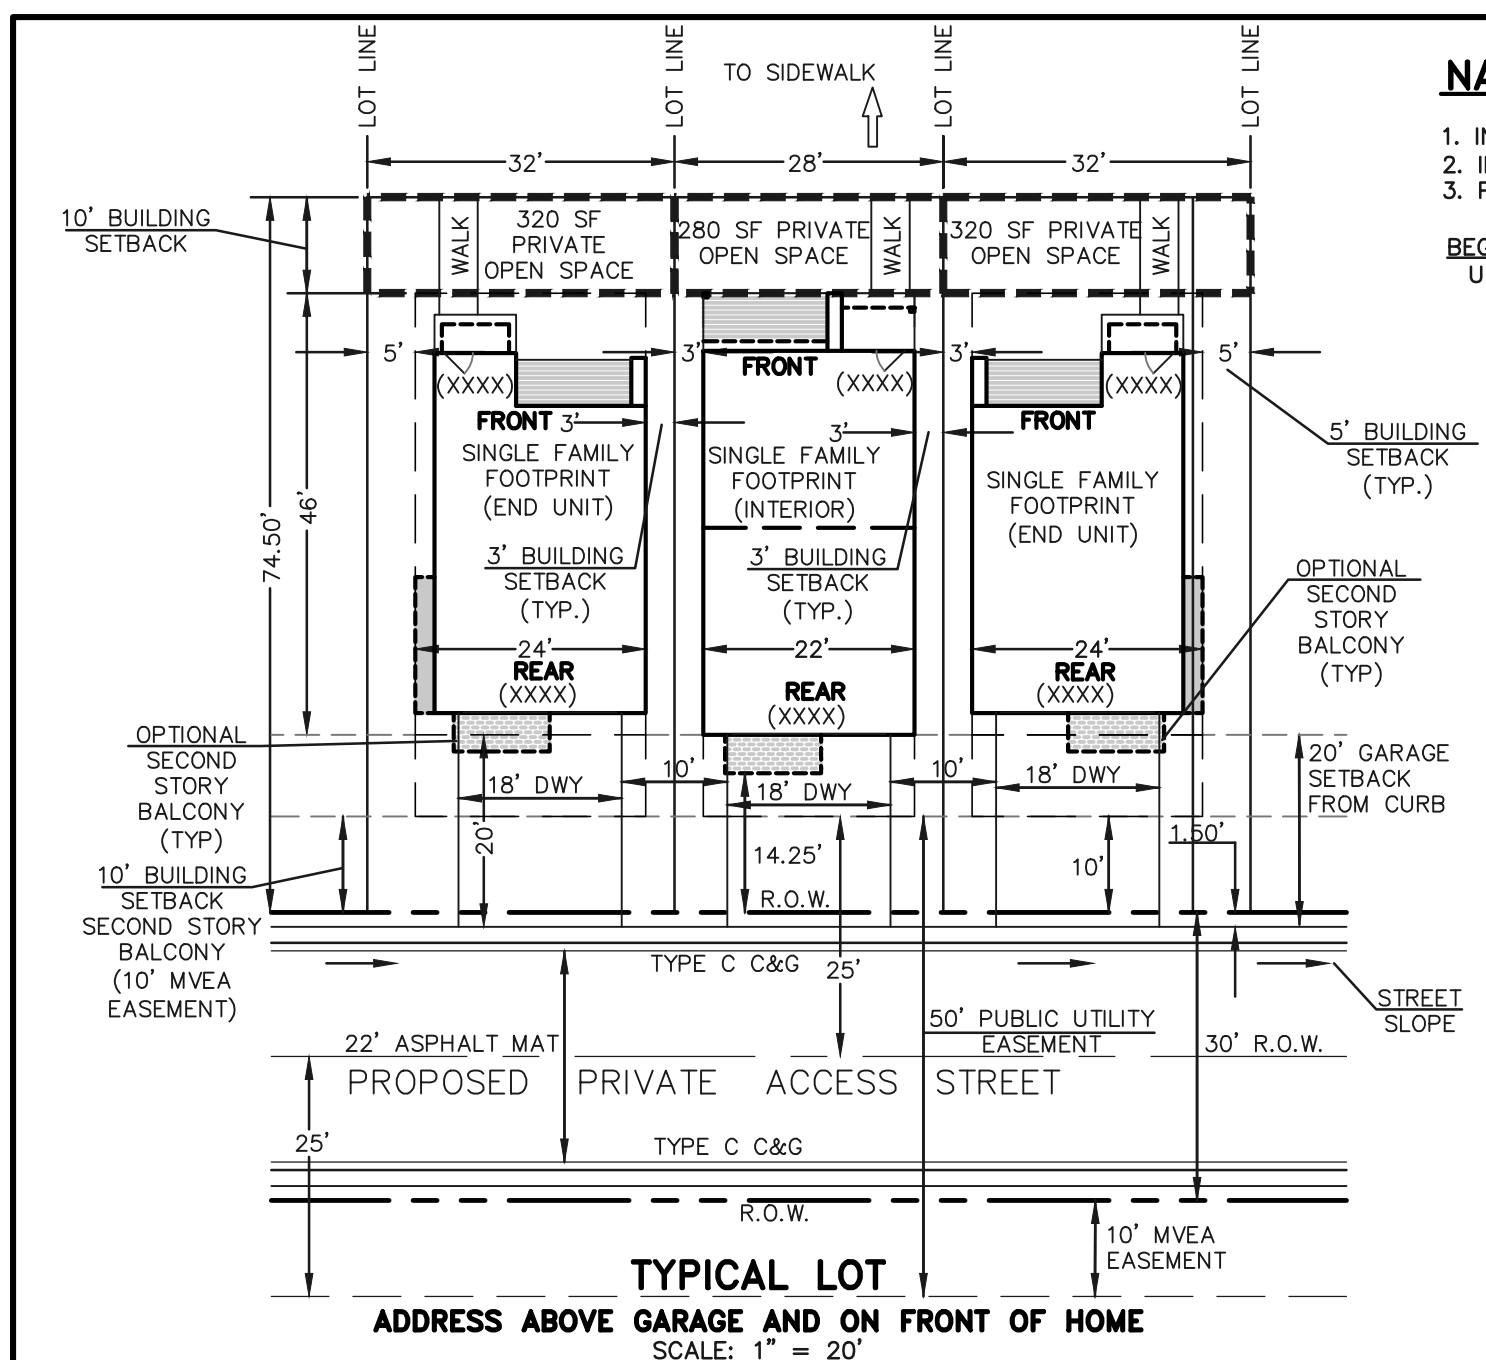 LOT LINE
LOT LINE
LOT LINE
LOT LINE
TO SIDEWALK
NA
1. I
2. I
3.
BEG
U
32'
28'
32'
10' BUILDING
SETBACK
WALK
320 SF
PRIVATE
OPEN SPACE
280 SF PRIVATE
OPEN SPACE
WALK
320 SF PRIVATE
OPEN SPACE
WALK
5'
3'
3'
5'
FRONT
(XXXX)
(XXXX)
(XXXX)
FRONT
3'
3'
FRONT
SINGLE FAMILY
FOOTPRINT
(END UNIT)
SINGLE FAMILY
FOOTPRINT
(INTERIOR)
SINGLE FAMILY
FOOTPRINT
(END UNIT)
5' BUILDING
SETBACK
(TYP.)
74.50'
46'
3' BUILDING
SETBACK
(TYP.)
3' BUILDING
SETBACK
(TYP.)
OPTIONAL
SECOND
STORY
BALCONY
(TYP)
24'
REAR
(XXXX)
22'
REAR
(XXXX)
24'
REAR
(XXXX)
OPTIONAL
SECOND
STORY
BALCONY
(TYP)
20' GARAGE
SETBACK
FROM CURB
10'
10'
18' DWY
18' DWY
18' DWY
20'
14.25'
10'
1.50'
10' BUILDING
SETBACK
SECOND STORY
BALCONY
(10' MVEA
EASEMENT)
R.O.W.
TYPE C C&G
25'
STREET
SLOPE
50' PUBLIC UTILITY
EASEMENT
22' ASPHALT MAT
30' R.O.W.
PROPOSED PRIVATE ACCESS STREET
25'
TYPE C C&G
R.O.W.
10' MVEA
EASEMENT
TYPICAL LOT
ADDRESS ABOVE GARAGE AND ON FRONT OF HOME
SCALE: 1" = 20'